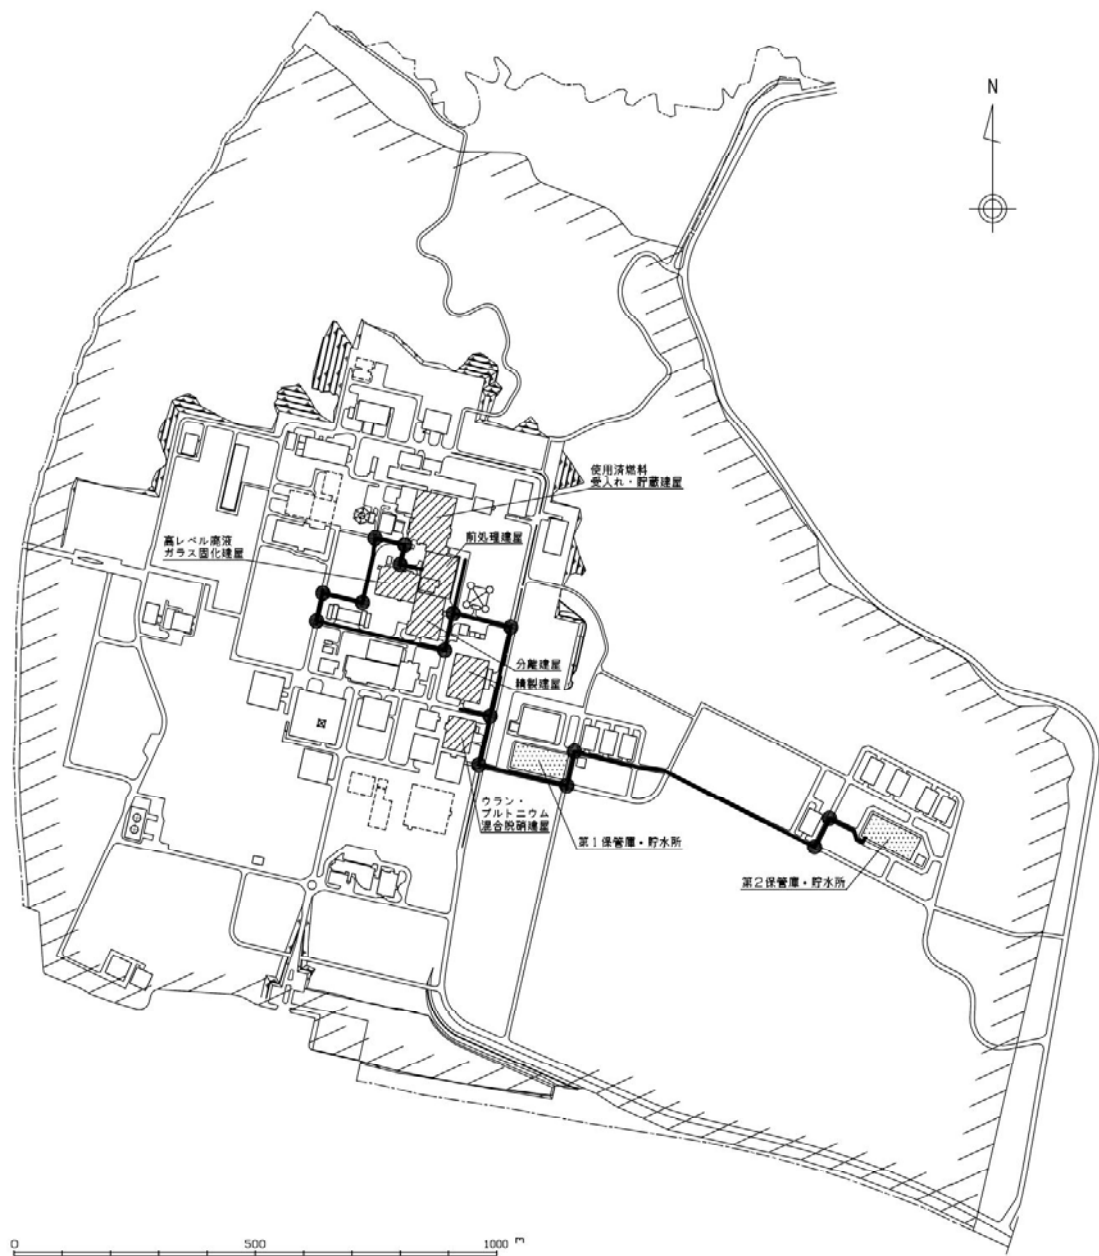 N
使用済燃料
受入れ・貯蔵建屋
前処理建屋
高レベル廃液
ガラス固化建屋
分離建屋
精製建屋
ウラン・
プルトニウム
混合脱硝建屋
第1保管庫・貯水所
第2保管庫・貯水所
0 500 1000 m